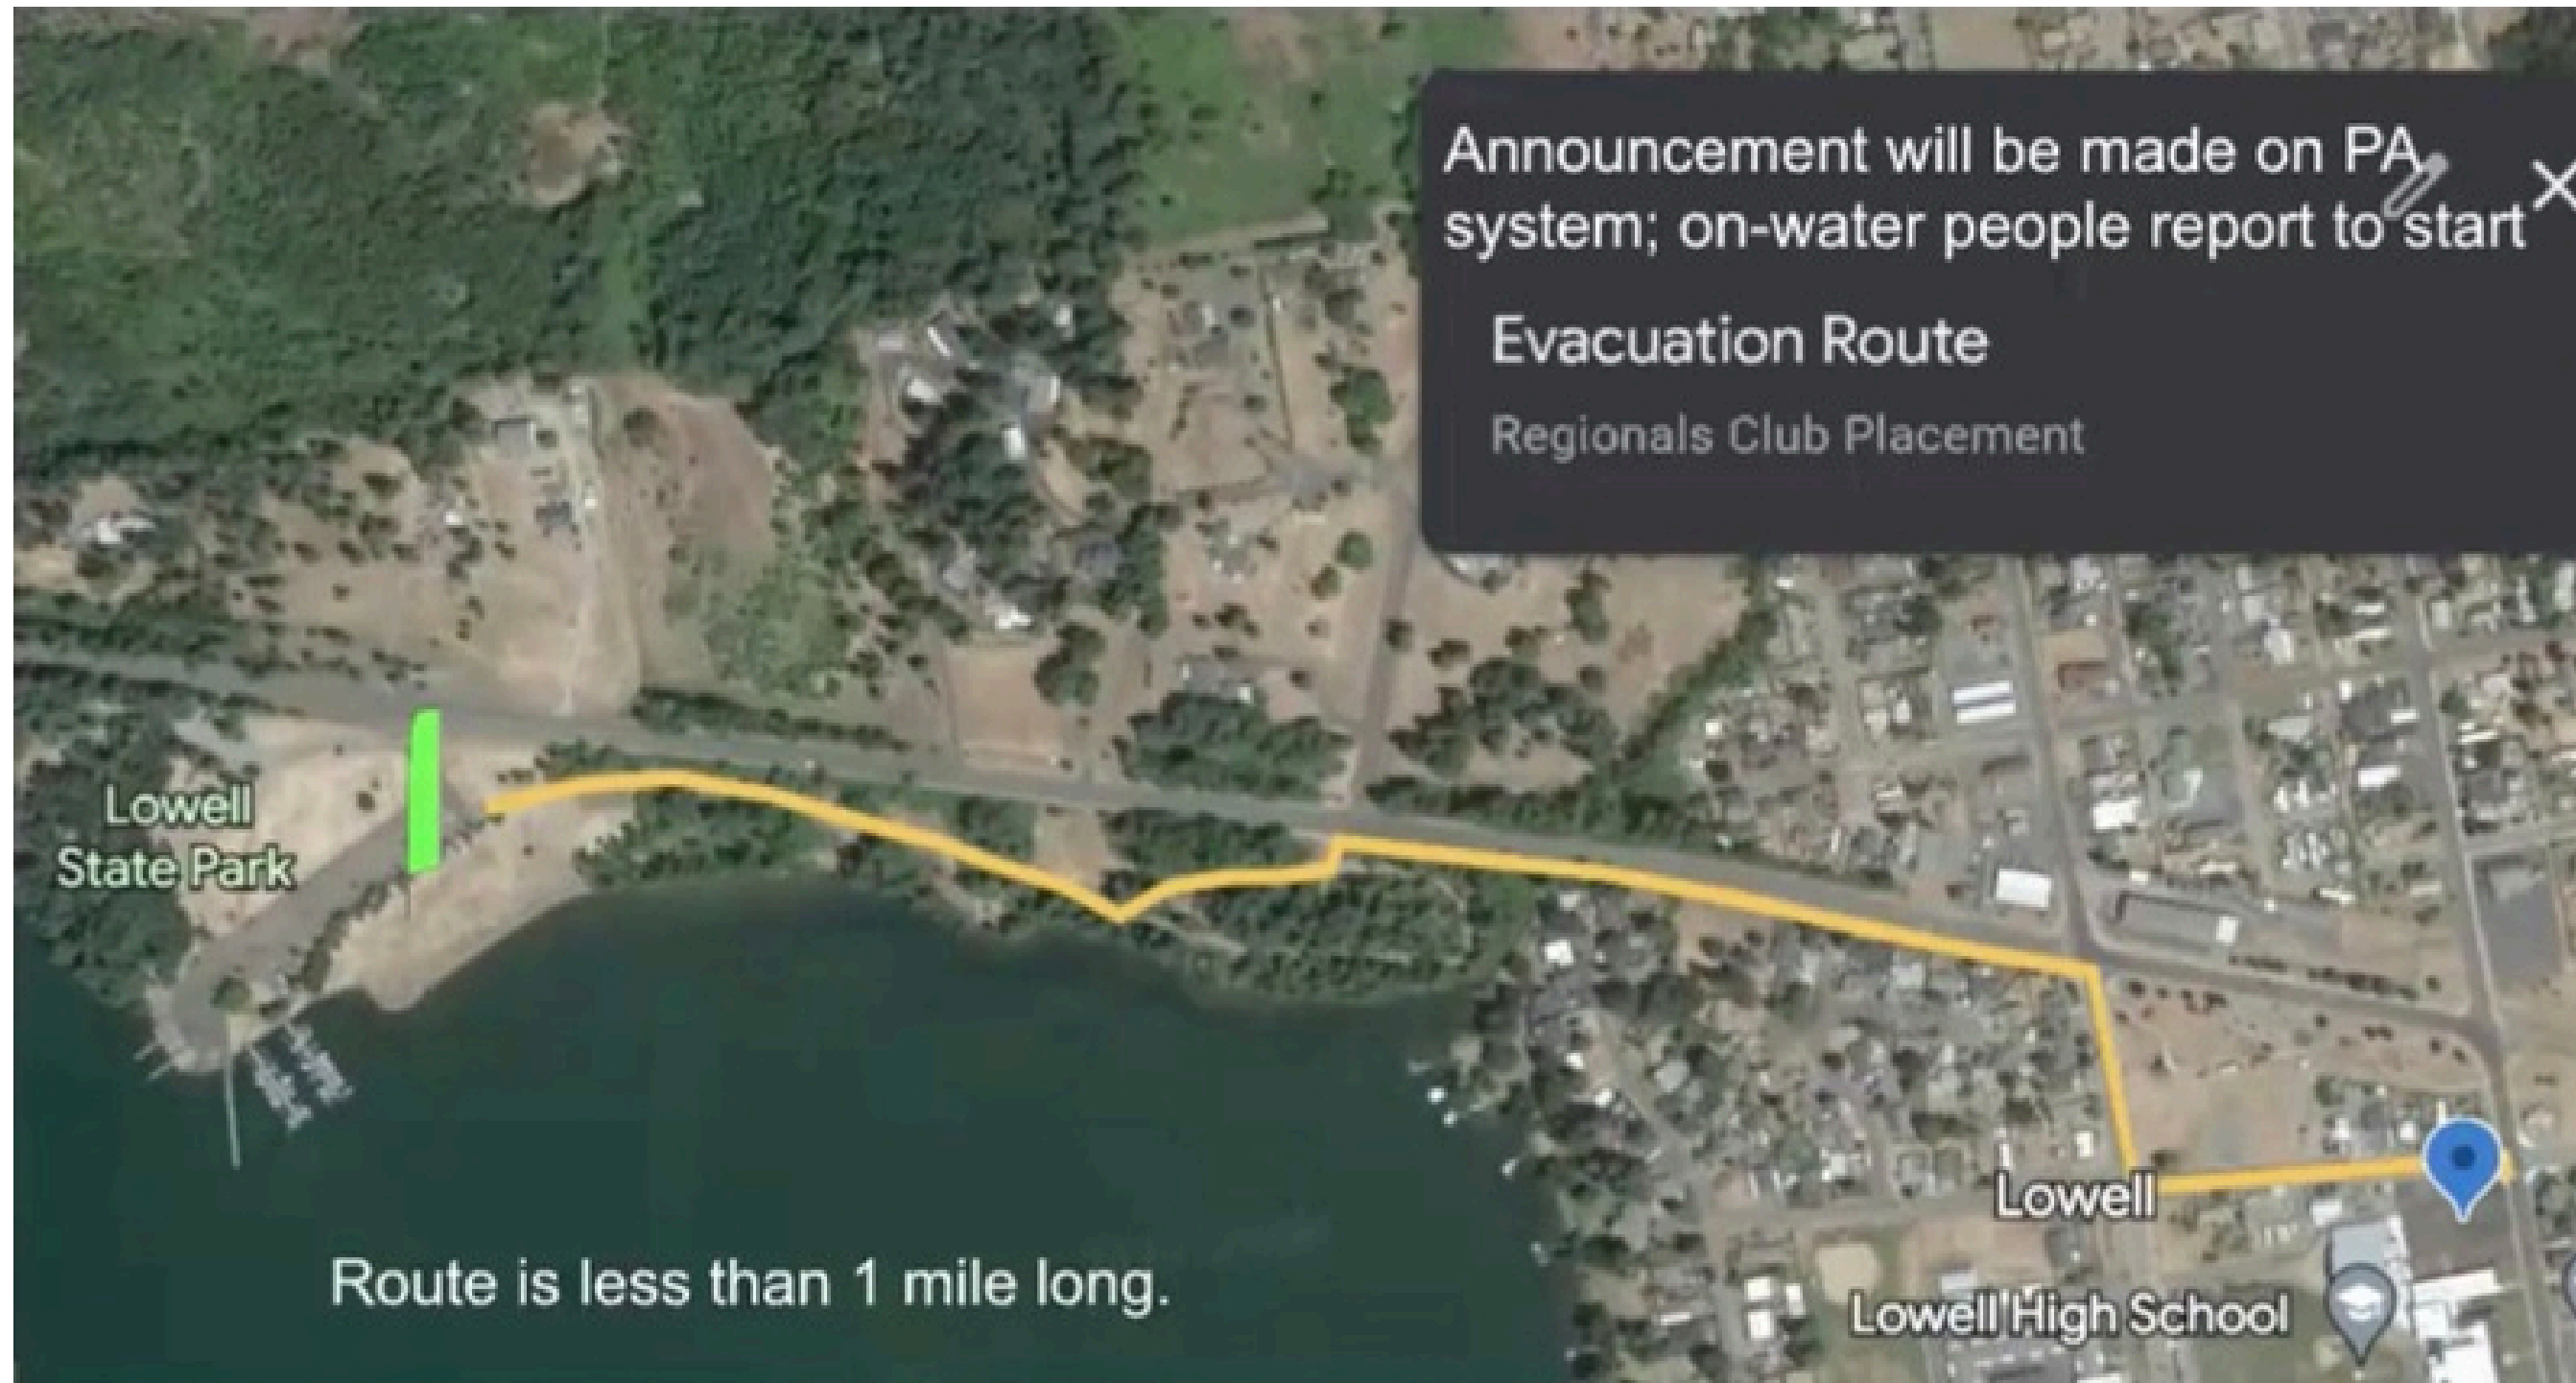 Announcement will be made on PA
system; on-water people report to start
Evacuation Route
Regionals Club Placement
Lowell
State Park
Lowell
Route is less than 1 mile long.
Lowell High School